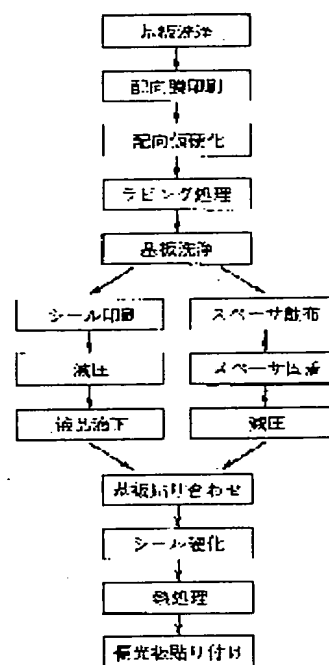 基板洗浄
配向膜印刷
配向膜硬化
ラビング処理
基板洗浄
シール印刷
スペーサ散布
減圧
スペーサ固着
液晶滴下
減圧
基板貼り合わせ
シール硬化
熱処理
偏光板貼り付け